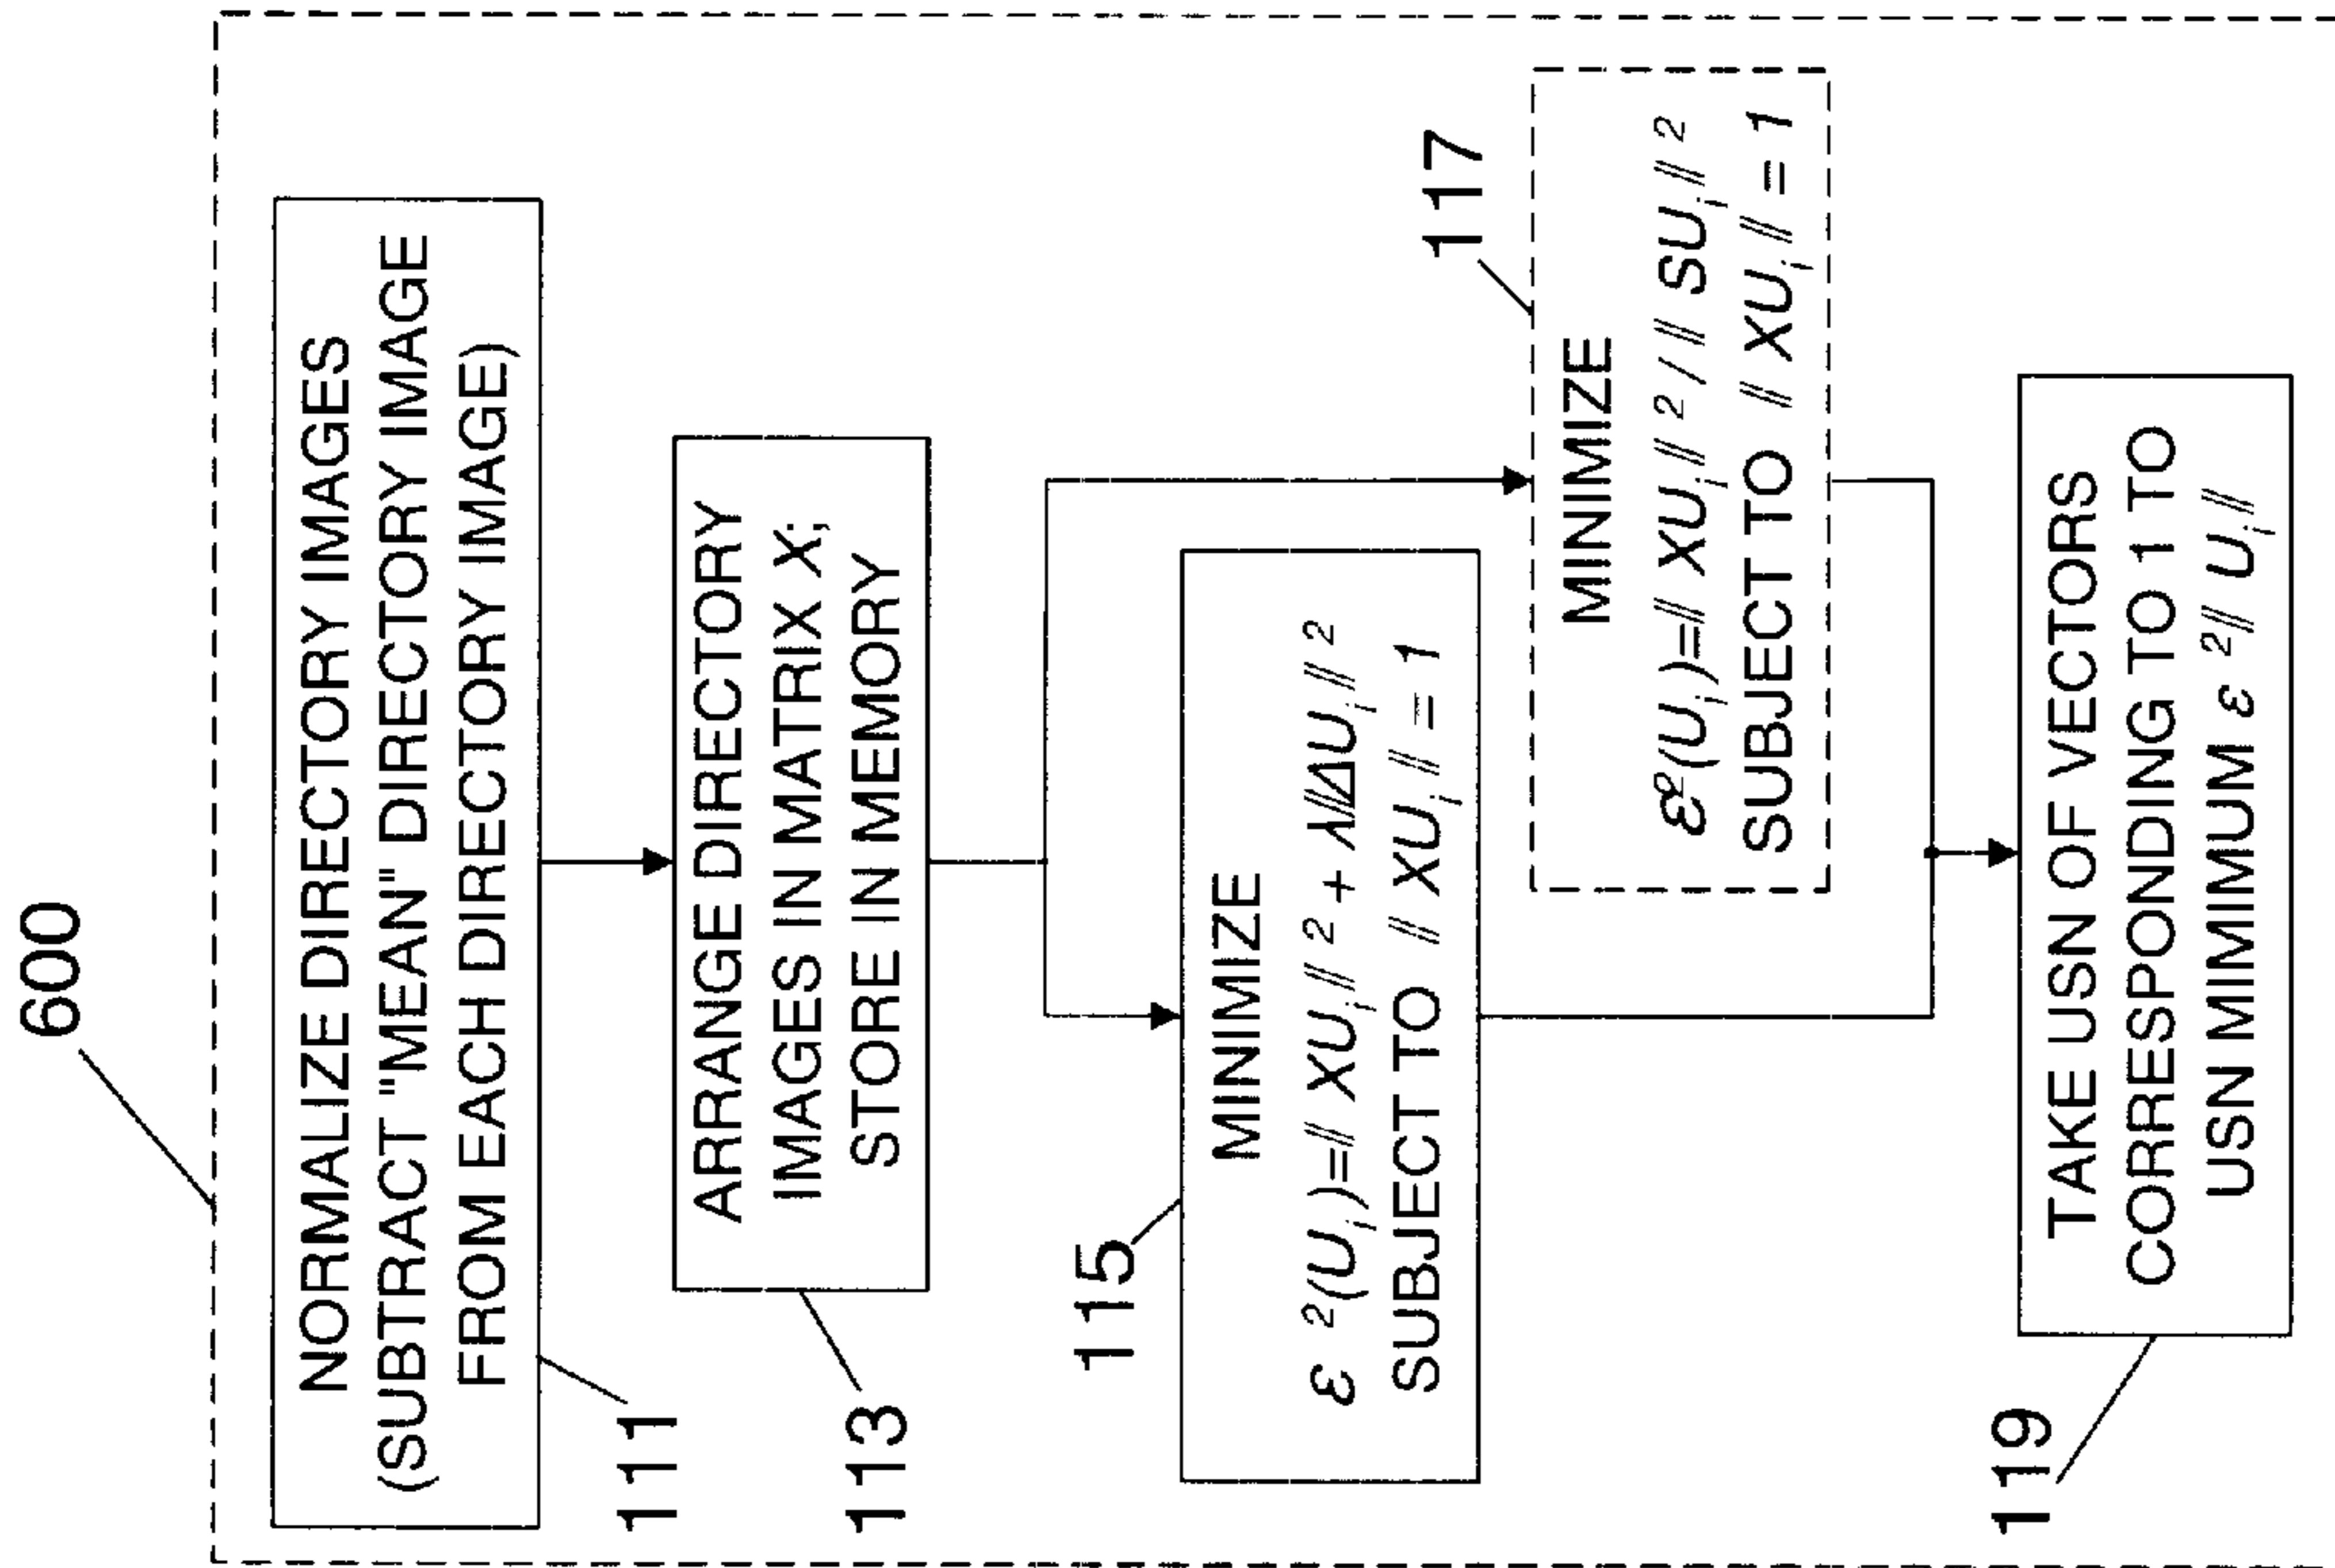 600
NORMALIZE DIRECTORY IMAGES
(SUBTRACT "MEAN" DIRECTORY IMAGE
FROM EACH DIRECTORY IMAGE)
111
ARRANGE DIRECTORY
IMAGES IN MATRIX X;
STORE IN MEMORY
113
115
MINIMIZE
ε ²(Uᵢ)=// XUᵢ// ² + λ//ΔUᵢ// ²
SUBJECT TO // XUᵢ// = 1
117
MINIMIZE
ε²(Uᵢ)=// XUᵢ// ² / // SUᵢ// ²
SUBJECT TO // XUᵢ// = 1
TAKE USN OF VECTORS
CORRESPONDING TO 1 TO
USN MIMIMUM ε ²// Uᵢ//
119